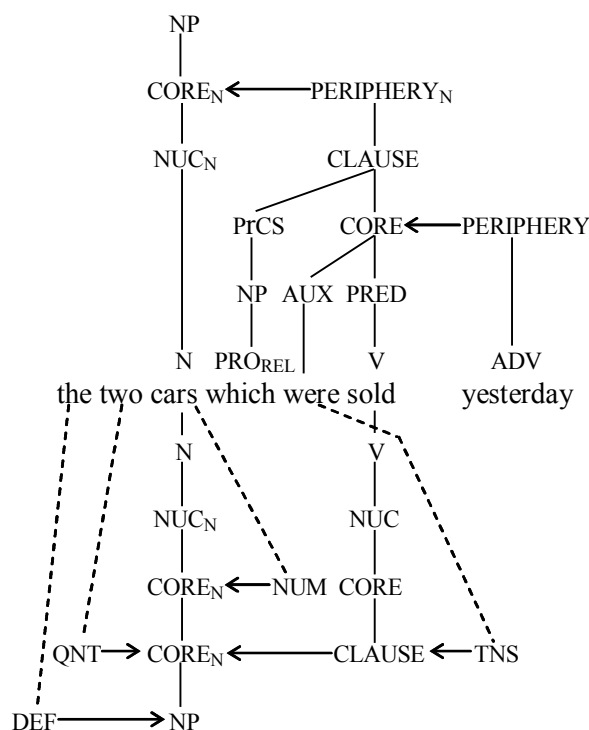 NP
CORE_N PERIPHERY_N
NUC_N CLAUSE
PrCS CORE PERIPHERY
NP AUX PRED
N PRO_REL V ADV
the two cars which were sold yesterday
N V
NUC_N NUC
CORE_N NUM CORE
QNT CORE_N CLAUSE TNS
DEF NP